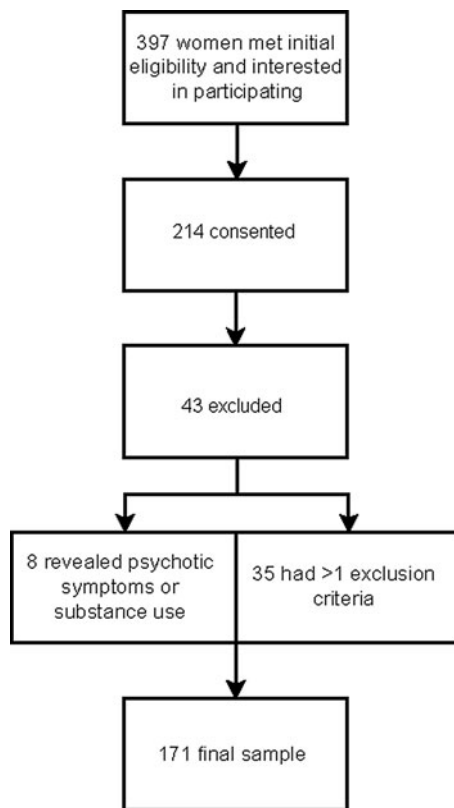 397 women met initial
eligibility and interested
in participating
214 consented
43 excluded
8 revealed psychotic
symptoms or
substance use
35 had >1 exclusion
criteria
171 final sample